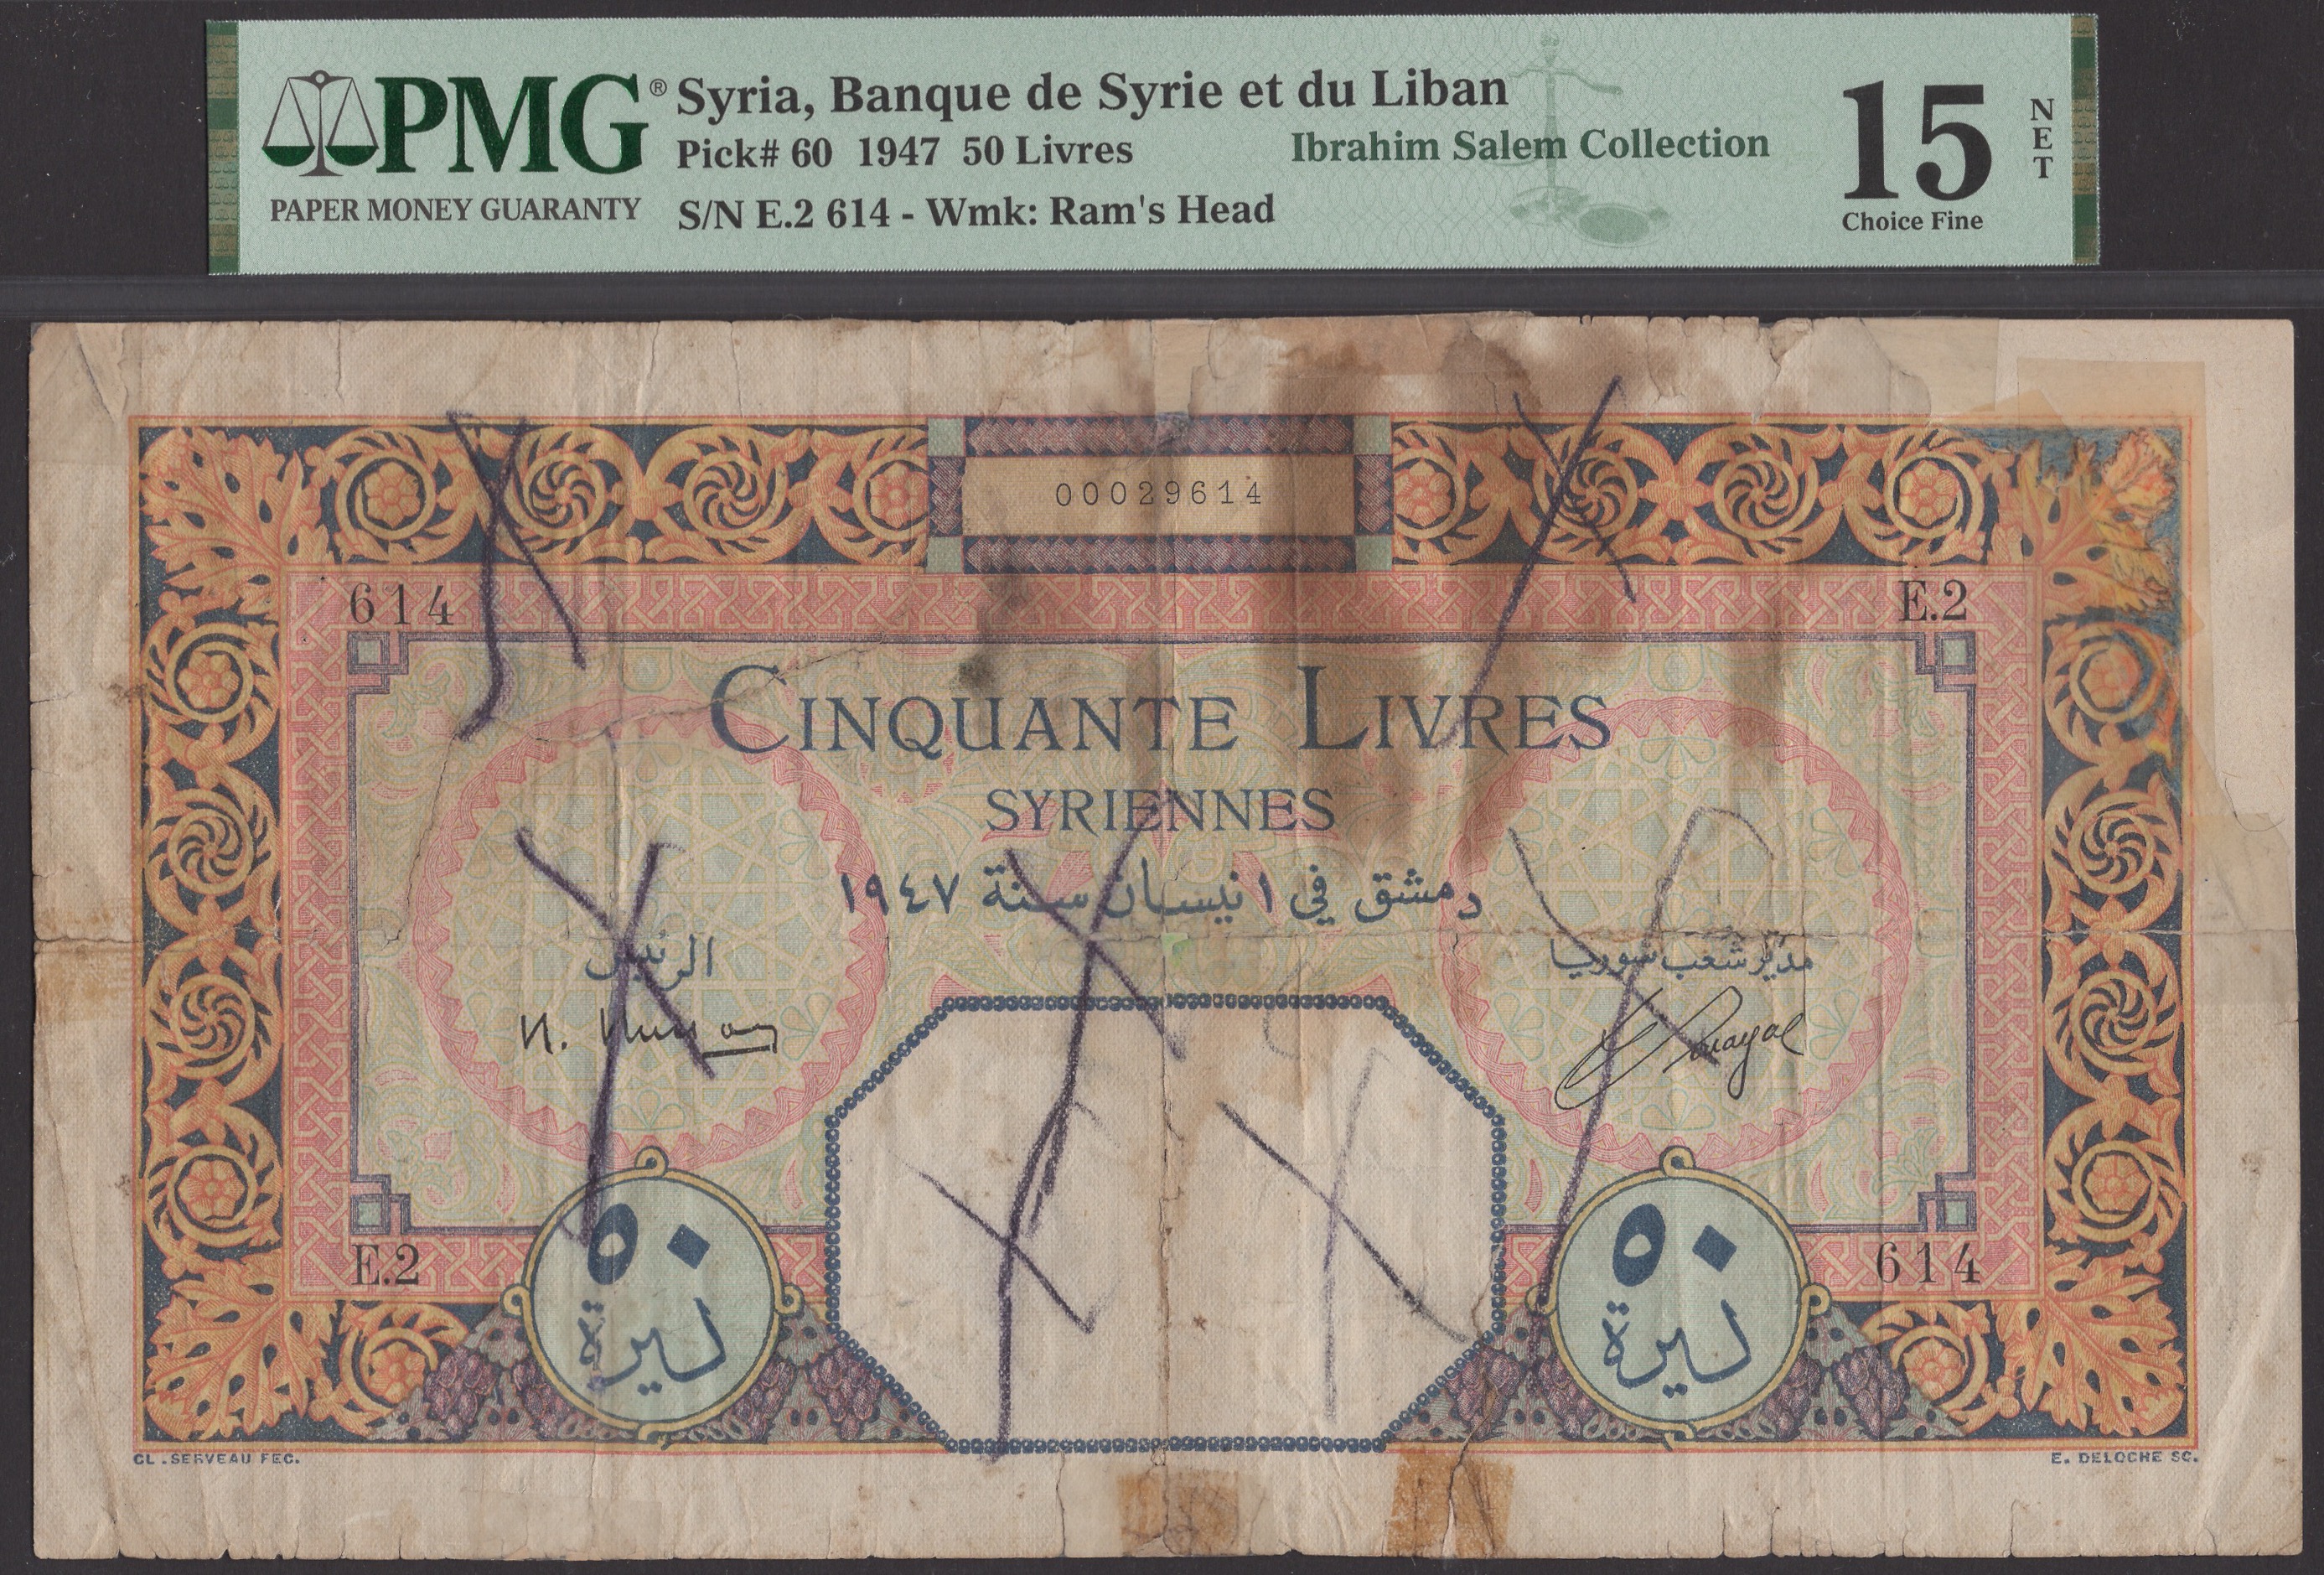 PMG®
PAPER MONEY GUARANTY
Syria, Banque de Syrie et du Liban
Pick# 60 1947 50 Livres
Ibrahim Salem Collection
S/N E.2 614 - Wmk: Ram's Head
15
NET
Choice Fine
00029614
614
E.2
CINQUANTE LIVRES
SYRIENNES
دمشق في ١ نيسان سنة ١٩٤٧
الرئيس
مدير شعب سوريا
E.2
614
٥٠
ليرة
٥٠
ليرة
CL. SERVEAU FEC.
E. DELOCHE SC.